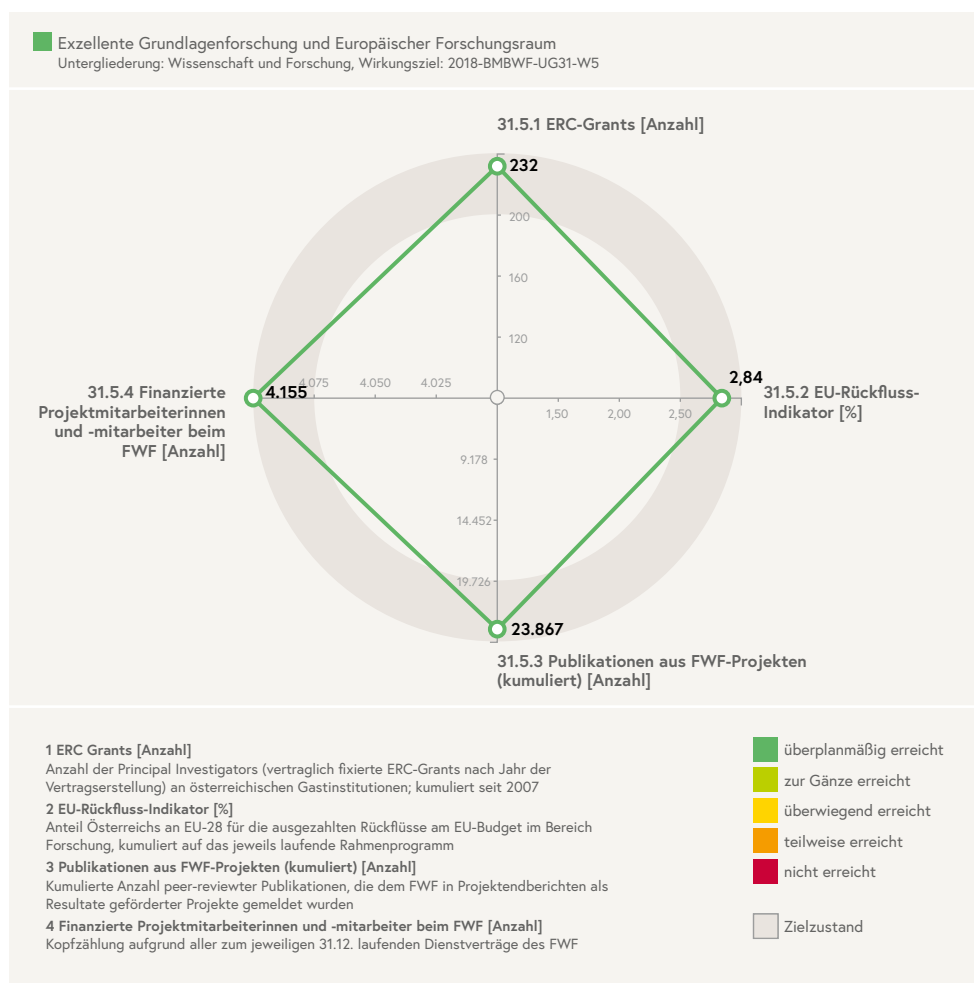 Exzellente Grundlagenforschung und Europäischer Forschungsraum
Untergliederung: Wissenschaft und Forschung, Wirkungsziel: 2018-BMBWF-UG31-W5
31.5.1 ERC-Grants [Anzahl]
232
200
160
120
2,84
31.5.4 Finanzierte
Projektmitarbeiterinnen
und -mitarbeiter beim
FWF [Anzahl]
4.155
4.075
4.050
4.025
31.5.2 EU-Rückfluss-
Indikator [%]
1,50
2,00
2,50
9.178
14.452
19.726
23.867
31.5.3 Publikationen aus FWF-Projekten
(kumuliert) [Anzahl]
1 ERC Grants [Anzahl]
Anzahl der Principal Investigators (vertraglich fixierte ERC-Grants nach Jahr der
Vertragserstellung) an österreichischen Gastinstitutionen; kumuliert seit 2007
2 EU-Rückfluss-Indikator [%]
Anteil Österreichs an EU-28 für die ausgezahlten Rückflüsse am EU-Budget im Bereich
Forschung, kumuliert auf das jeweils laufende Rahmenprogramm
3 Publikationen aus FWF-Projekten (kumuliert) [Anzahl]
Kumulierte Anzahl peer-reviewter Publikationen, die dem FWF in Projektendberichten als
Resultate geförderter Projekte gemeldet wurden
4 Finanzierte Projektmitarbeiterinnen und -mitarbeiter beim FWF [Anzahl]
Kopfzählung aufgrund aller zum jeweiligen 31.12. laufenden Dienstverträge des FWF
überplanmäßig erreicht
zur Gänze erreicht
überwiegend erreicht
teilweise erreicht
nicht erreicht
Zielzustand